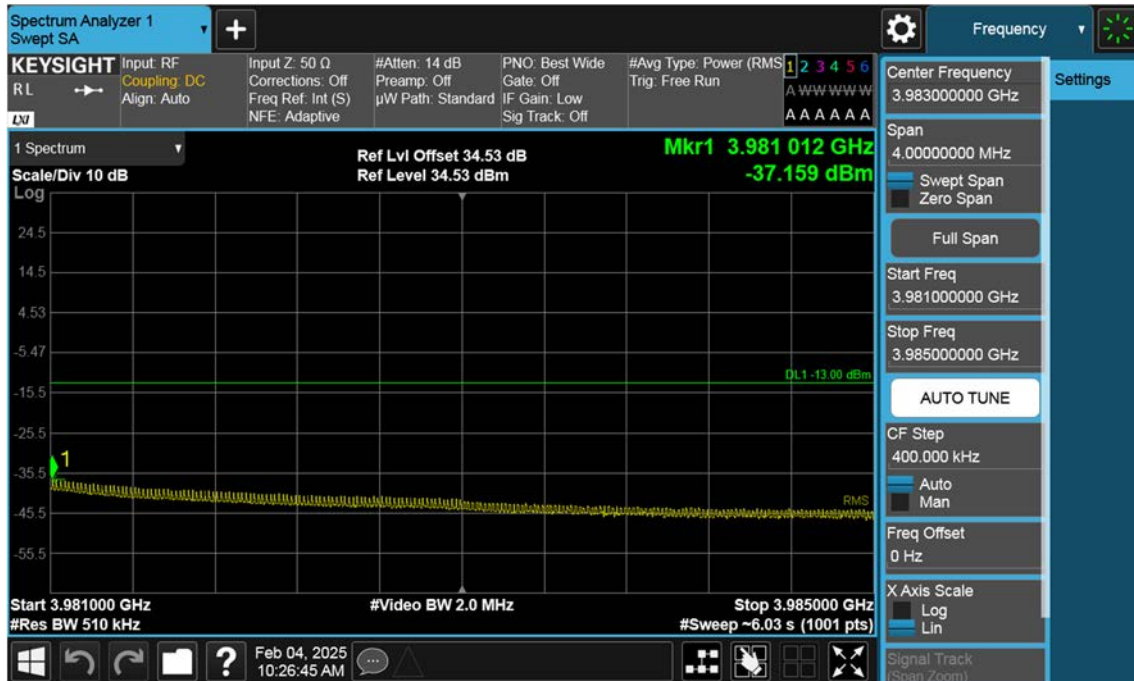 Spectrum Analyzer 1
Swept SA
Frequency
KEYSIGHT
R L
LXI
Input: RF
Coupling: DC
Align: Auto
Input Z: 50 Ω
Corrections: Off
Freq Ref: Int (S)
NFE: Adaptive
#Atten: 14 dB
Preamp: Off
µW Path: Standard
PNO: Best Wide
Gate: Off
IF Gain: Low
Sig Track: Off
#Avg Type: Power (RMS
Trig: Free Run
1 2 3 4 5 6
A W W W W W
A A A A A A
1 Spectrum
Scale/Div 10 dB
Ref Lvl Offset 34.53 dB
Ref Level 34.53 dBm
Mkr1 3.981 012 GHz
-37.159 dBm
Log
24.5
14.5
4.53
-5.47
DL1 -13.00 dBm
-15.5
-25.5
1
-35.5
RMS
-45.5
-55.5
Start 3.981000 GHz
#Video BW 2.0 MHz
Stop 3.985000 GHz
#Res BW 510 kHz
#Sweep ~6.03 s (1001 pts)
Feb 04, 2025
10:26:45 AM
Center Frequency
3.983000000 GHz
Settings
Span
4.00000000 MHz
Swept Span
Zero Span
Full Span
Start Freq
3.981000000 GHz
Stop Freq
3.985000000 GHz
AUTO TUNE
CF Step
400.000 kHz
Auto
Man
Freq Offset
0 Hz
X Axis Scale
Log
Lin
Signal Track
(Span Zoom)